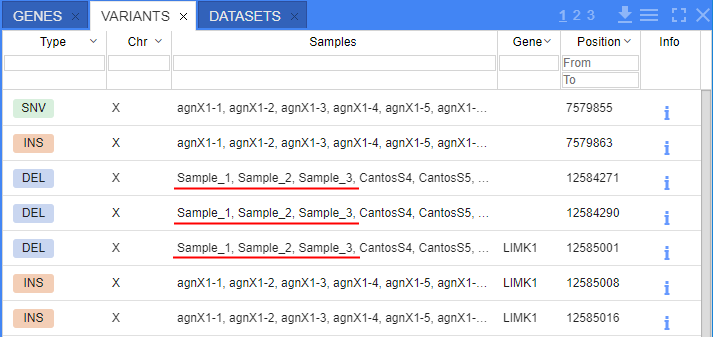 GENES × VARIANTS × DATASETS × 1 2 3
Type Chr Samples Gene Position Info
From
To
SNV X agnX1-1, agnX1-2, agnX1-3, agnX1-4, agnX1-5, agnX1-... 7579855 i
INS X agnX1-1, agnX1-2, agnX1-3, agnX1-4, agnX1-5, agnX1-... 7579863 i
DEL X Sample_1, Sample_2, Sample_3, CantosS4, CantosS5, ... 12584271 i
DEL X Sample_1, Sample_2, Sample_3, CantosS4, CantosS5, ... 12584290 i
DEL X Sample_1, Sample_2, Sample_3, CantosS4, CantosS5, ... LIMK1 12585001 i
INS X agnX1-1, agnX1-2, agnX1-3, agnX1-4, agnX1-5, agnX1-... LIMK1 12585008 i
INS X agnX1-1, agnX1-2, agnX1-3, agnX1-4, agnX1-5, agnX1-... LIMK1 12585016 i